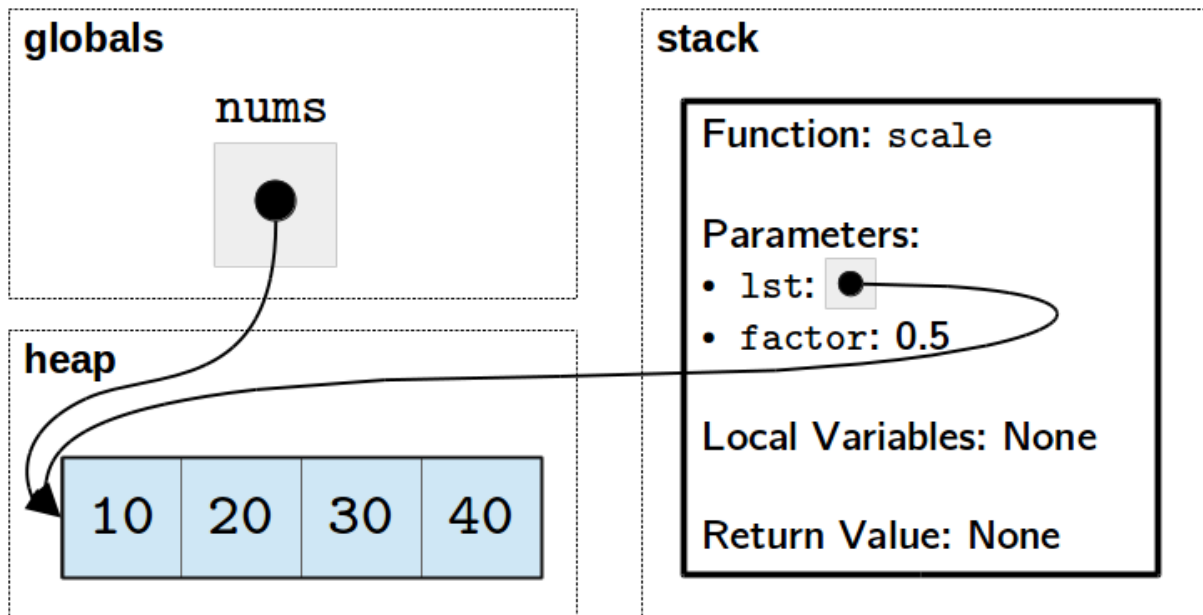 globals
nums
heap
10 20 30 40
stack
Function: scale
Parameters:
• lst:
• factor: 0.5
Local Variables: None
Return Value: None